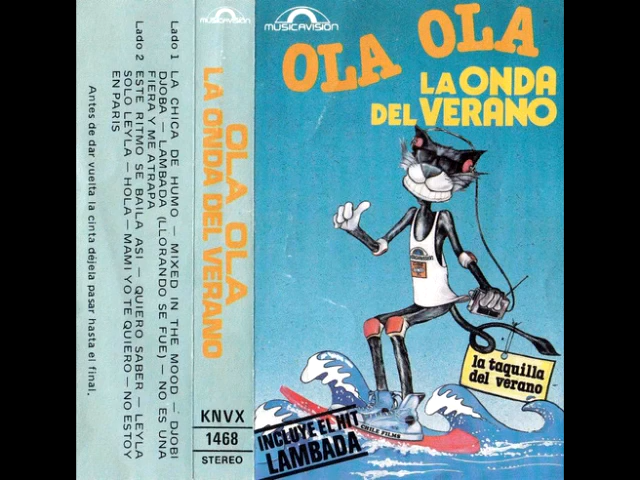 Lado 1
LA CHICA DE HUMO — MIXED IN THE MOOD — DJOBI
DJOBA — LAMBADA (LLORANDO SE FUE) — NO ES UNA
FIERA Y ME ATRAPA
Lado 2
ESTE RITMO SE BAILA ASI — QUIERO SABER — LEYLA
SOLO LEYLA — HOLA — MAMI YO TE QUIERO — NO ESTOY
EN PARIS
Antes de dar vuelta la cinta déjela pasar hasta el final.
MUSICAVISIÓN
OLA OLA
LA ONDA DEL VERANO
KNVX
1468
STEREO
MUSICAVISIÓN
OLA OLA
LA ONDA
DEL VERANO
la taquilla
del verano
CHILE FILMS
INCLUYE EL HIT
LAMBADA